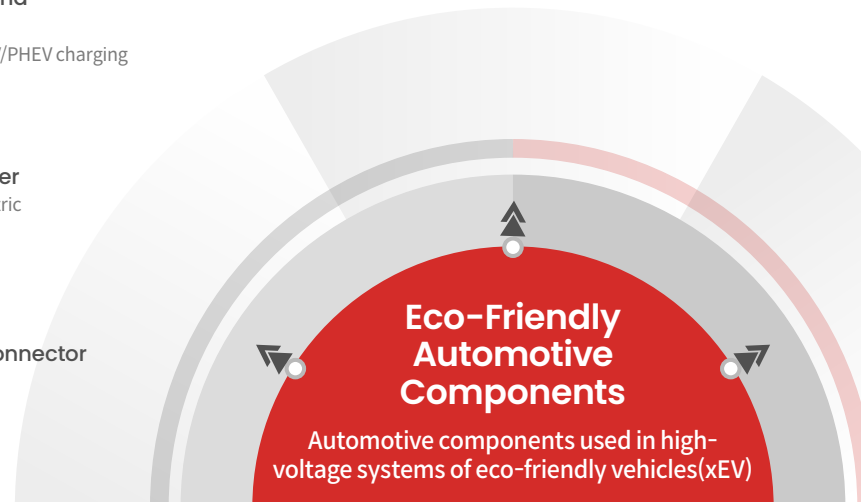 /PHEV charging
er
ric
onnector
Eco-Friendly
Automotive
Components
Automotive components used in high-
voltage systems of eco-friendly vehicles(xEV)